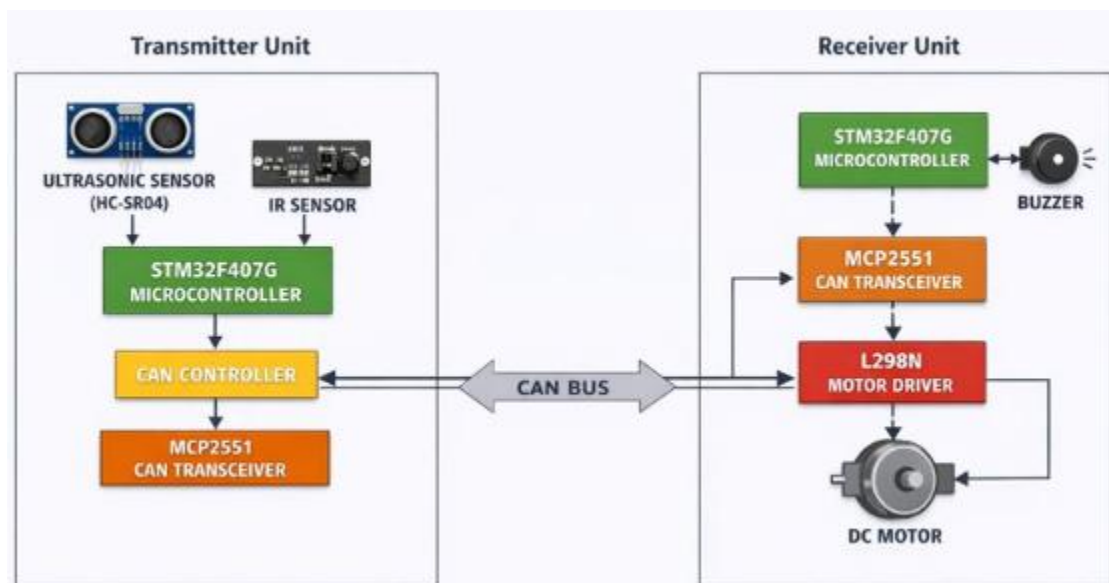 Transmitter Unit
ULTRASONIC SENSOR
(HC-SR04)
IR SENSOR
STM32F407G
MICROCONTROLLER
CAN CONTROLLER
MCP2551
CAN TRANSCEIVER
CAN BUS
Receiver Unit
STM32F407G
MICROCONTROLLER
BUZZER
MCP2551
CAN TRANSCEIVER
L298N
MOTOR DRIVER
DC MOTOR